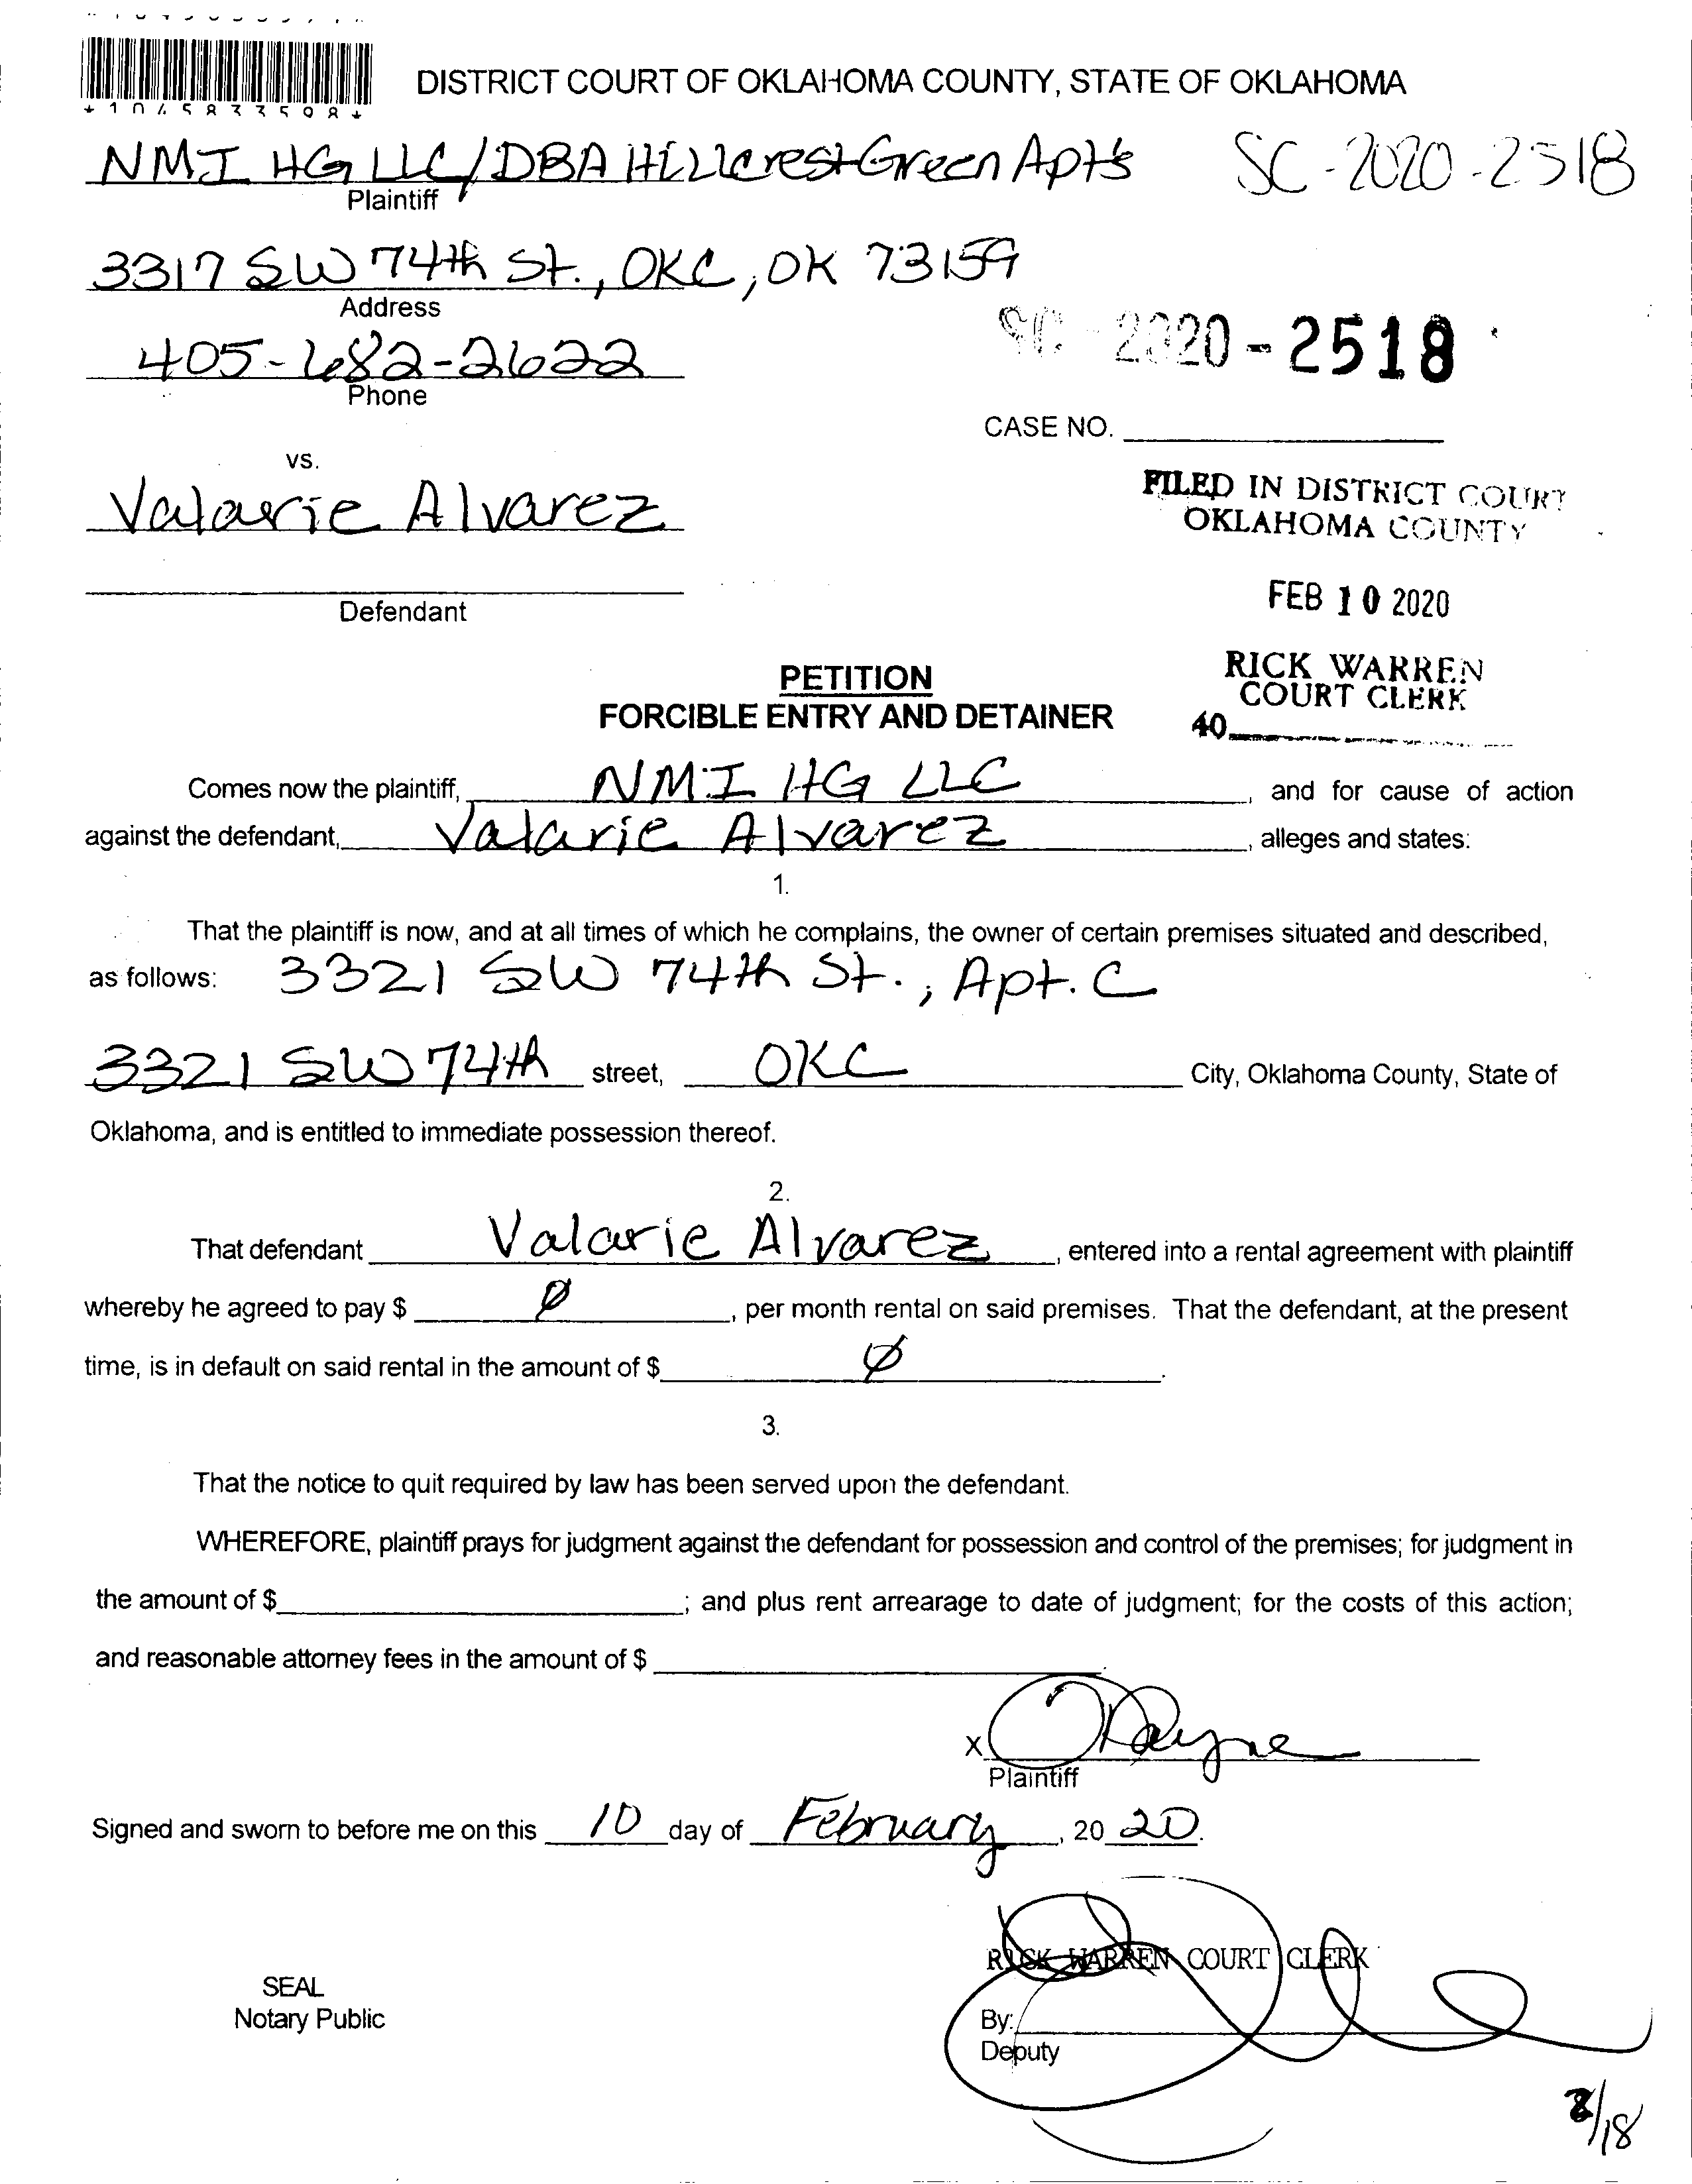 *1045833598*
DISTRICT COURT OF OKLAHOMA COUNTY, STATE OF OKLAHOMA
NMI HG LLC/DBA Hillcrest Green Apt's SC-2020-2518
Plaintiff
3317 SW 74th St., OKC, OK 73159
Address
SC-2020-2518
405-682-2622
Phone
CASE NO.
vs.
FILED IN DISTRICT COURT
OKLAHOMA COUNTY
Valarie Alvarez
FEB 10 2020
Defendant
RICK WARREN
COURT CLERK
40
PETITION
FORCIBLE ENTRY AND DETAINER
Comes now the plaintiff, NMI HG LLC, and for cause of action
against the defendant, Valarie Alvarez, alleges and states:
1.
That the plaintiff is now, and at all times of which he complains, the owner of certain premises situated and described,
as follows: 3321 SW 74th St., Apt. C
3321 SW 74th street, OKC City, Oklahoma County, State of
Oklahoma, and is entitled to immediate possession thereof.
2.
That defendant Valarie Alvarez, entered into a rental agreement with plaintiff
whereby he agreed to pay $ Ø, per month rental on said premises. That the defendant, at the present
time, is in default on said rental in the amount of $ Ø.
3.
That the notice to quit required by law has been served upon the defendant.
WHEREFORE, plaintiff prays for judgment against the defendant for possession and control of the premises; for judgment in
the amount of $; and plus rent arrearage to date of judgment; for the costs of this action;
and reasonable attorney fees in the amount of $.
X
Plaintiff
Signed and sworn to before me on this 10 day of February, 2020.
RICK WARREN COURT CLERK
SEAL
Notary Public
By:
Deputy
2/18